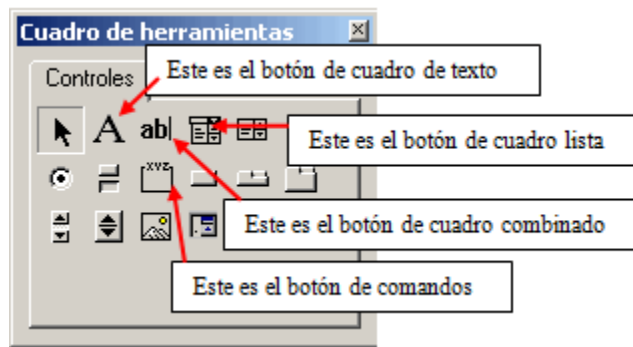 Cuadro de herramientas
Controles
Este es el botón de cuadro de texto
A
ab|
Este es el botón de cuadro lista
XYZ
Este es el botón de cuadro combinado
Este es el botón de comandos